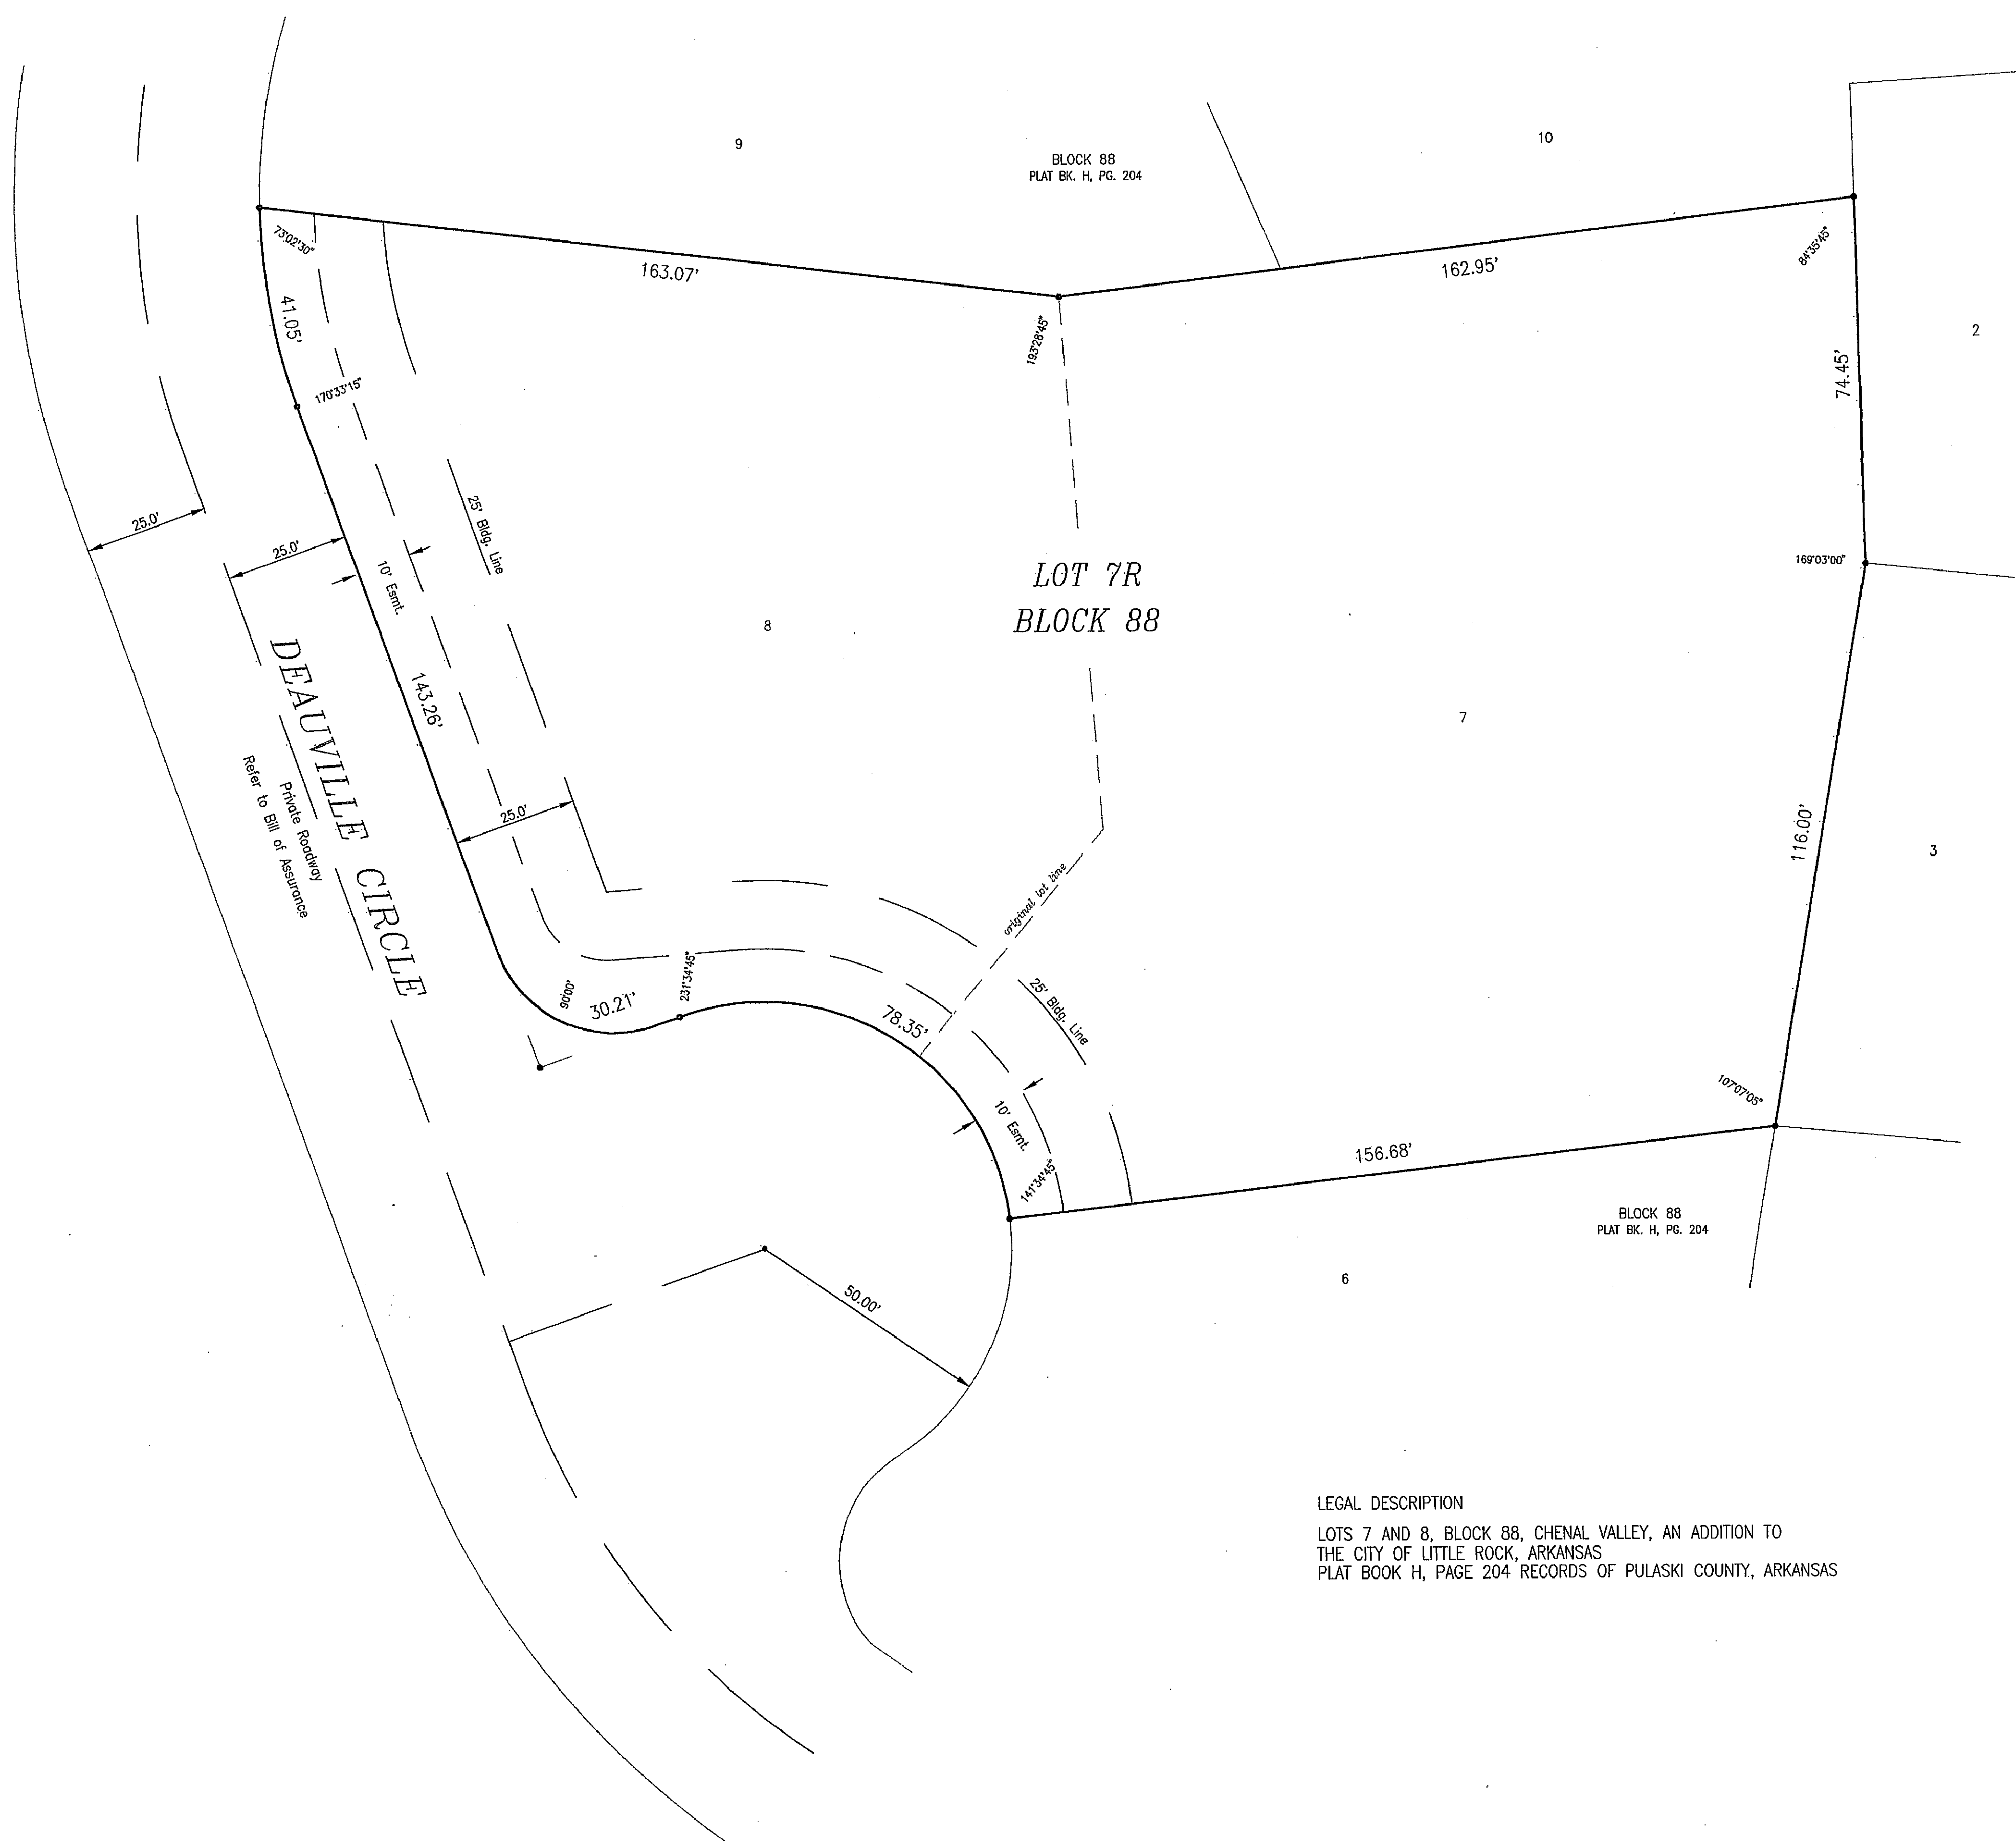 9
10
BLOCK 88
PLAT BK. H, PG. 204
73°02'30"
163.07'
162.95'
84°35'45"
41.05'
193°28'45"
2
74.45'
170°33'15"
25.0'
25.0'
25' Bldg. Line
10' Esmt.
169°03'00"
LOT 7R
BLOCK 88
8
7
143.26'
DEAUVILLE CIRCLE
Private Roadway
Refer to Bill of Assurance
25.0'
116.00'
3
original lot line
231°34'45"
90°00'
30.21'
78.35'
25' Bldg. Line
10' Esmt.
107°07'05"
141°34'45"
156.68'
BLOCK 88
PLAT BK. H, PG. 204
6
50.00'
LEGAL DESCRIPTION
LOTS 7 AND 8, BLOCK 88, CHENAL VALLEY, AN ADDITION TO
THE CITY OF LITTLE ROCK, ARKANSAS
PLAT BOOK H, PAGE 204 RECORDS OF PULASKI COUNTY, ARKANSAS